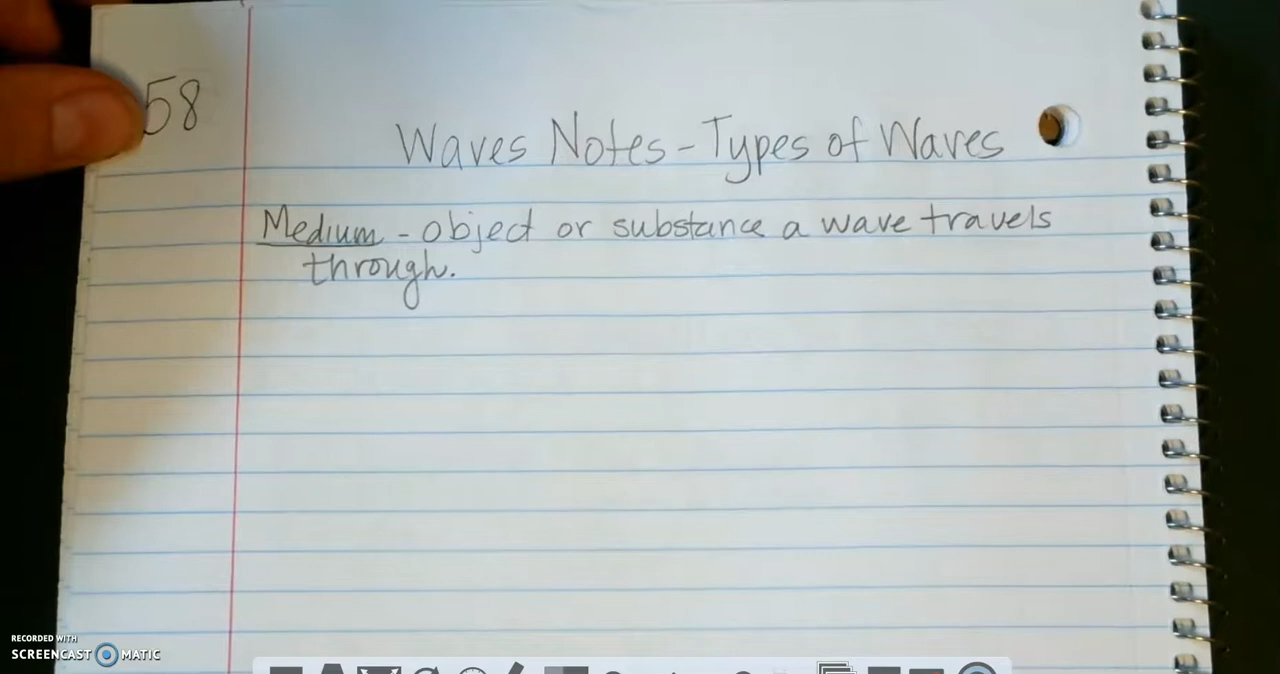 58
Waves Notes - Types of Waves
Medium - object or substance a wave travels
through.
RECORDED WITH
SCREENCAST MATIC